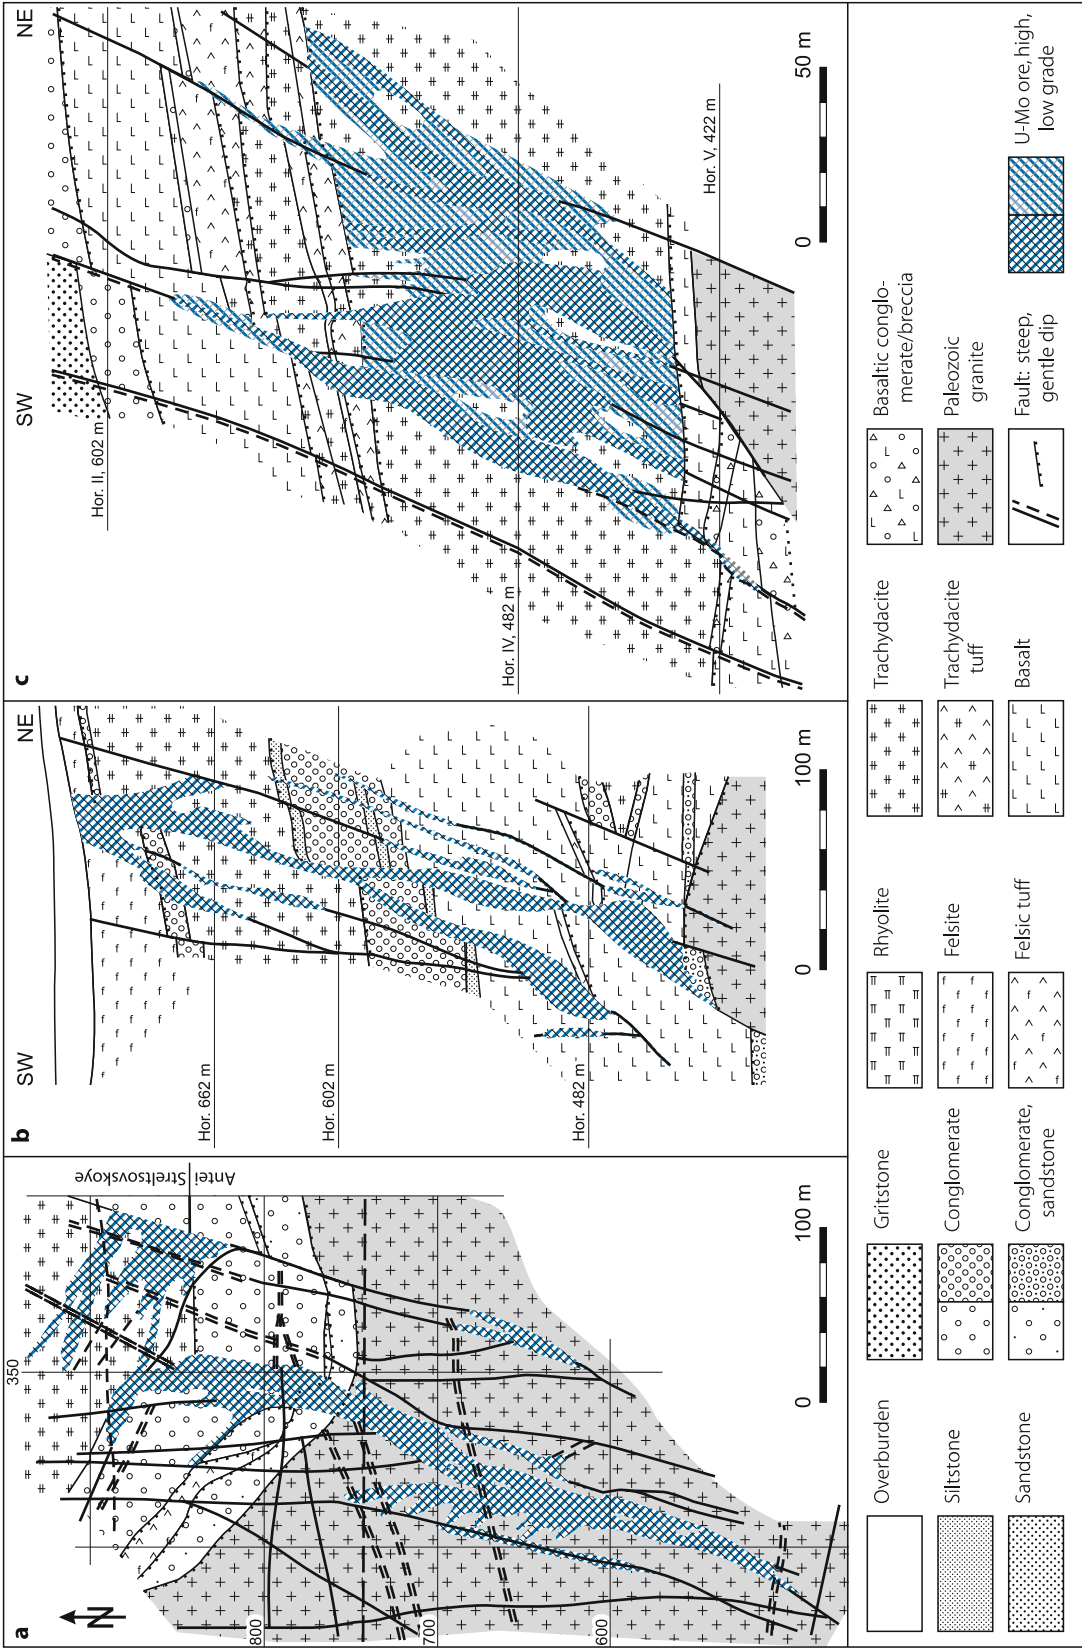 a
N
350
800
700
600
Antei
Streltsovskoye
0
100 m
b
SW
NE
Hor. 662 m
Hor. 602 m
Hor. 482 m
0
100 m
c
SW
NE
Hor. II, 602 m
Hor. IV, 482 m
Hor. V, 422 m
0
50 m
Overburden
Siltstone
Sandstone
Gritstone
Conglomerate
Conglomerate,
sandstone
Rhyolite
Felsite
Felsic tuff
Trachydacite
Trachydacite
tuff
Basalt
Basaltic conglo-
merate/breccia
Paleozoic
granite
Fault: steep,
gentle dip
U-Mo ore, high,
low grade